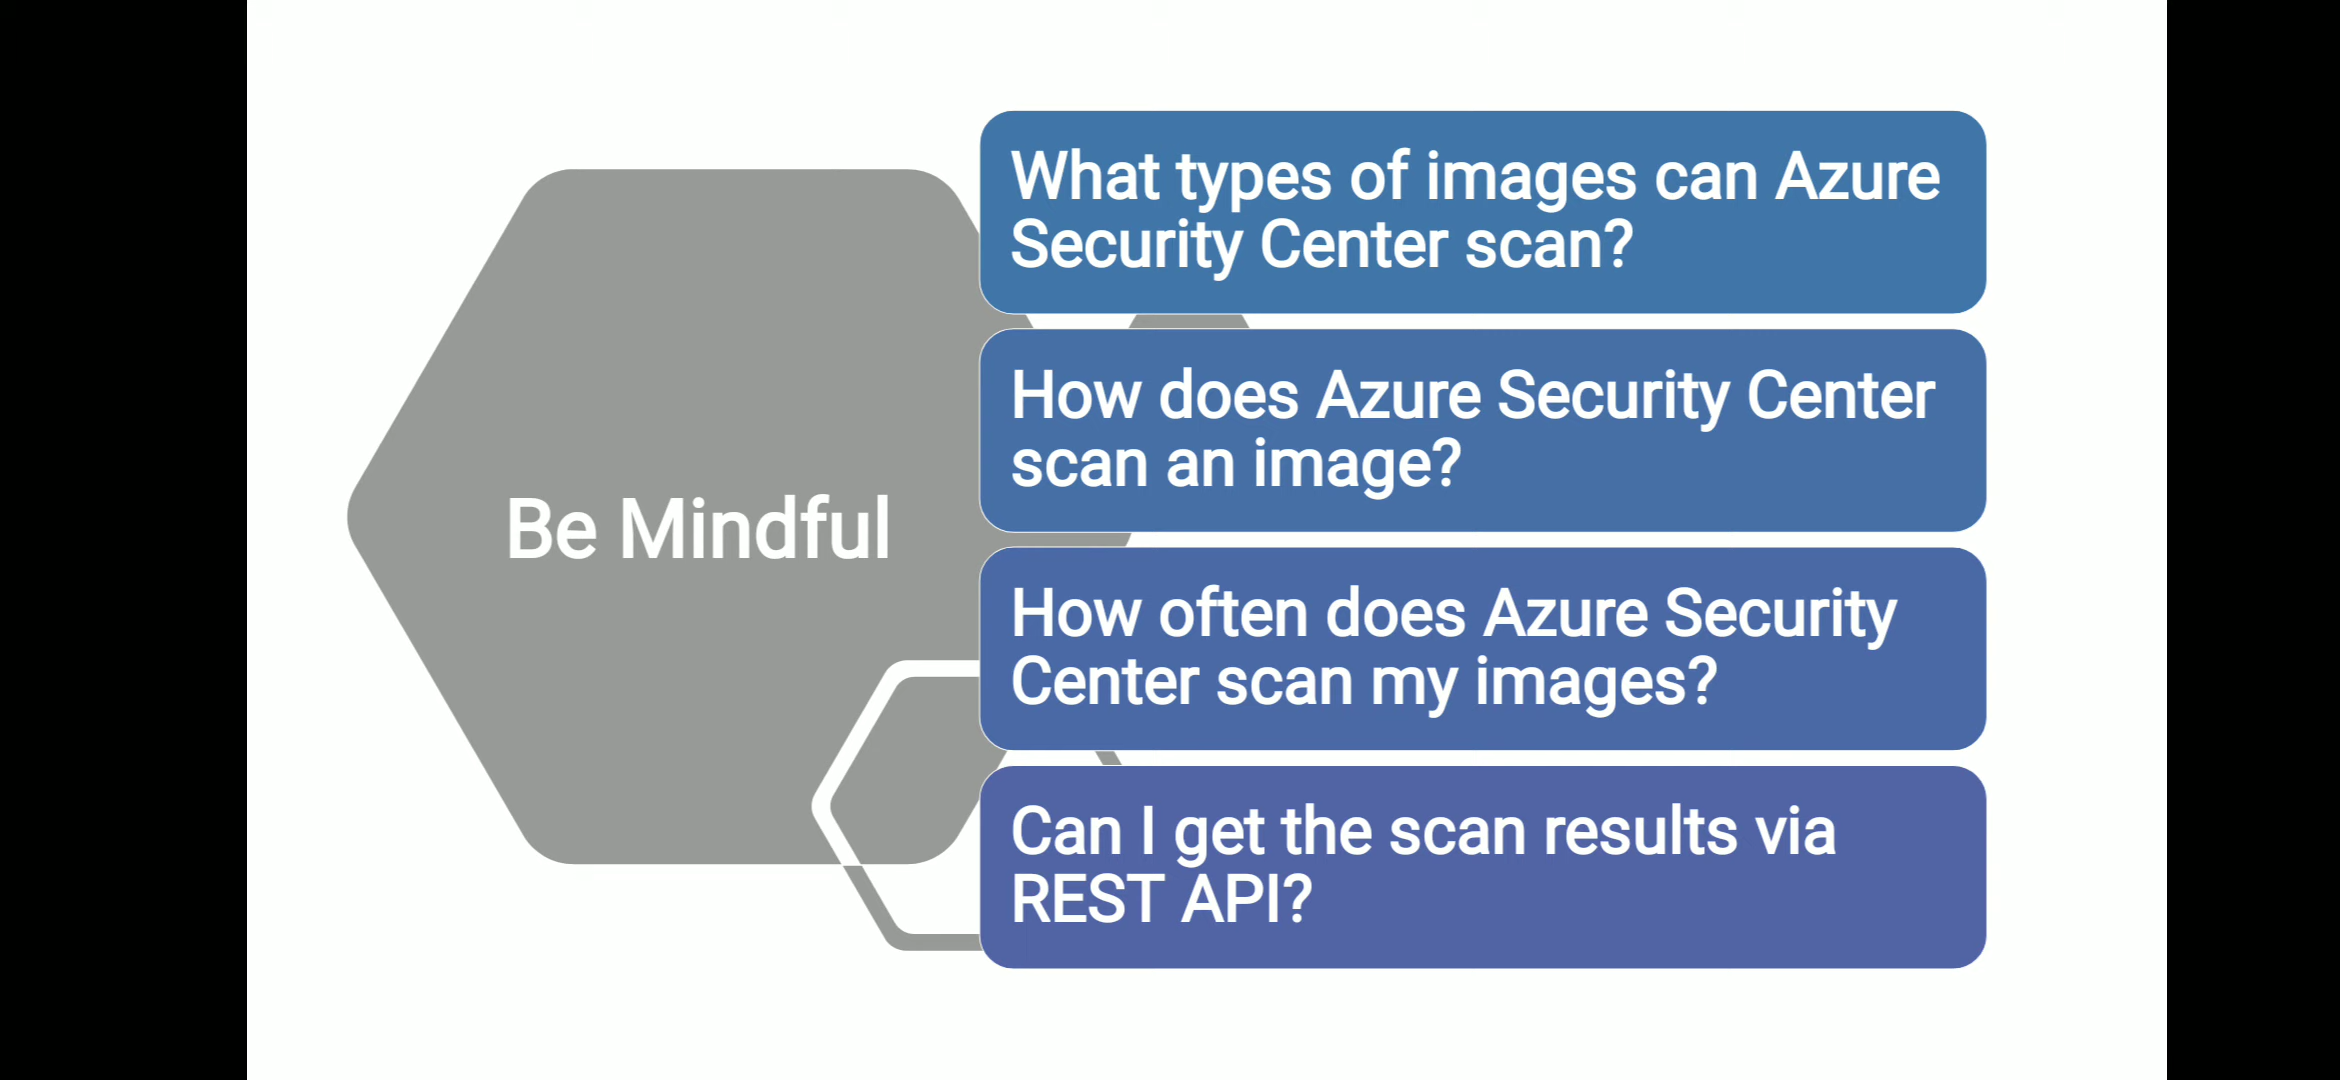 Be Mindful
What types of images can Azure
Security Center scan?
How does Azure Security Center
scan an image?
How often does Azure Security
Center scan my images?
Can I get the scan results via
REST API?